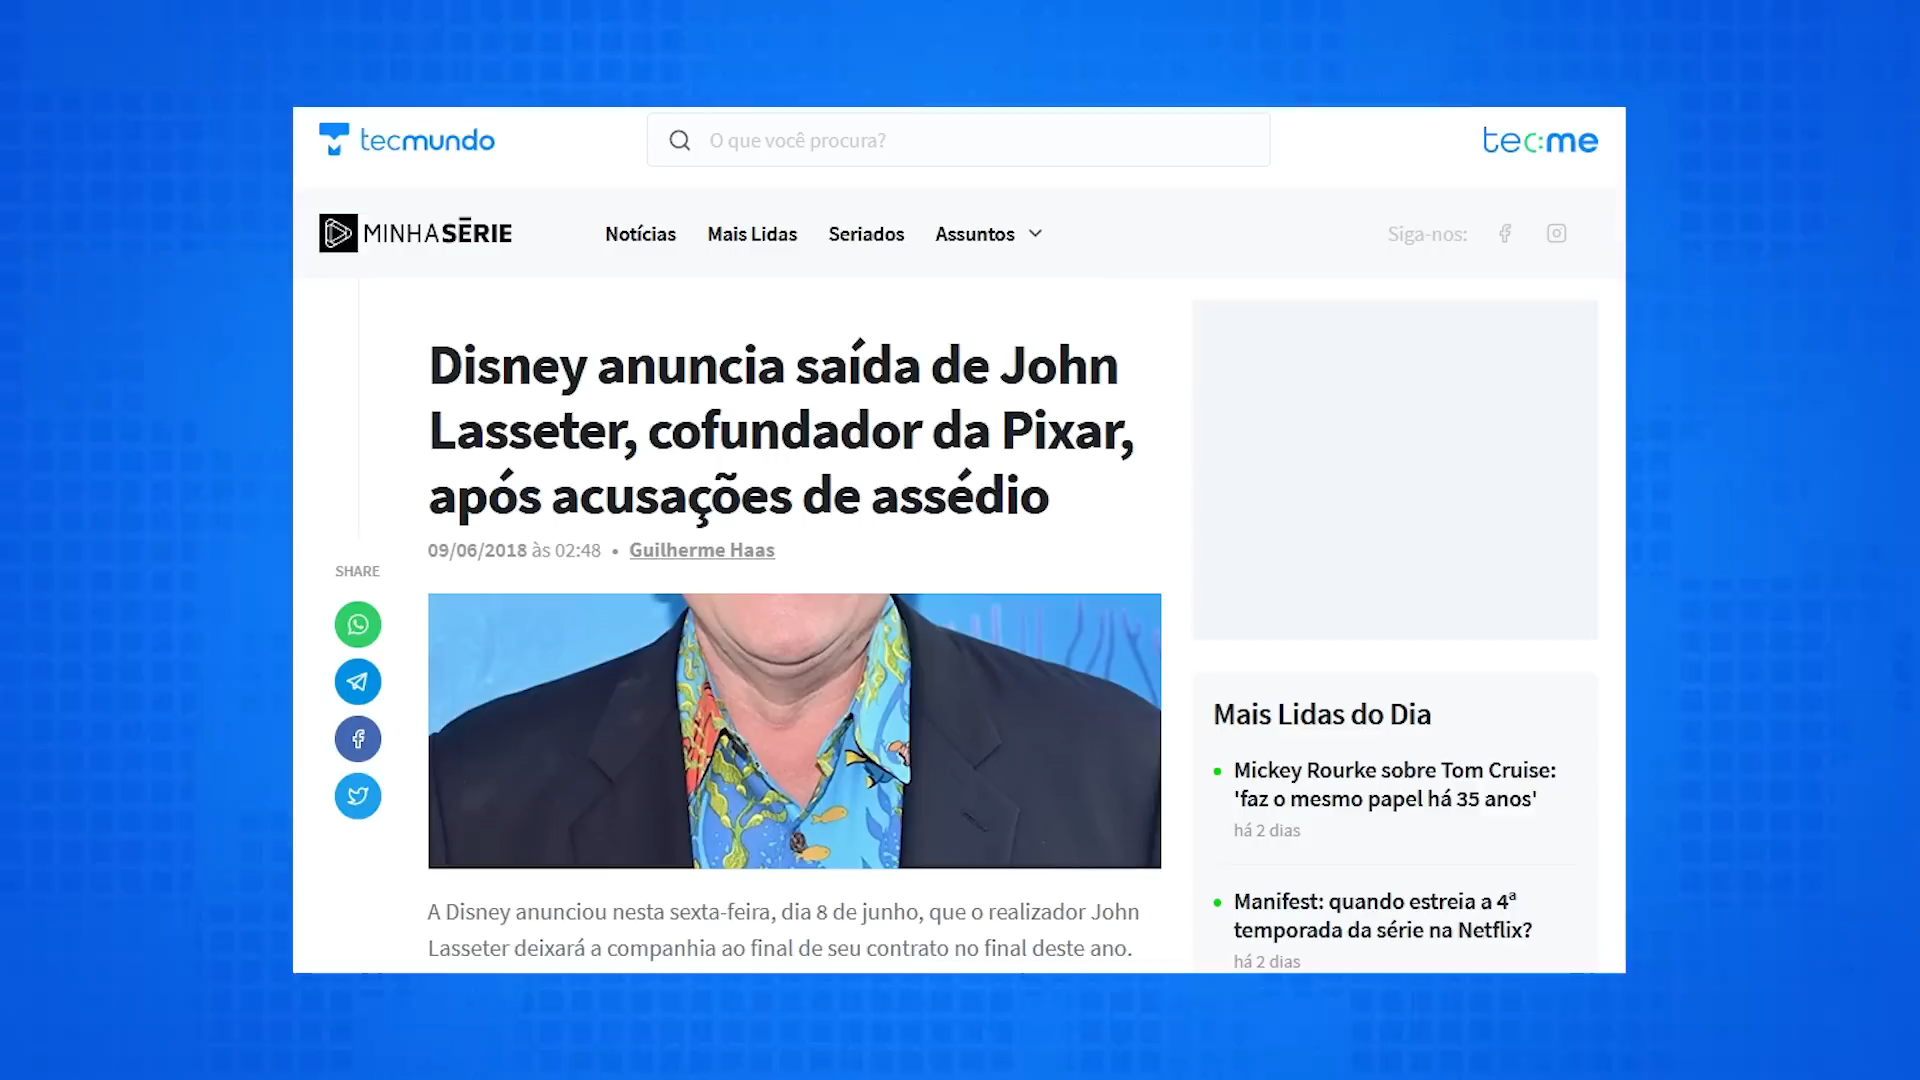 tecmundo
O que você procura?
tec:me
MINHASÉRIE
Notícias
Mais Lidas
Seriados
Assuntos
Siga-nos:
Disney anuncia saída de John
Lasseter, cofundador da Pixar,
após acusações de assédio
09/06/2018 às 02:48 • Guilherme Haas
SHARE
A Disney anunciou nesta sexta-feira, dia 8 de junho, que o realizador John
Lasseter deixará a companhia ao final de seu contrato no final deste ano.
Mais Lidas do Dia
Mickey Rourke sobre Tom Cruise:
'faz o mesmo papel há 35 anos'
há 2 dias
Manifest: quando estreia a 4ª
temporada da série na Netflix?
há 2 dias